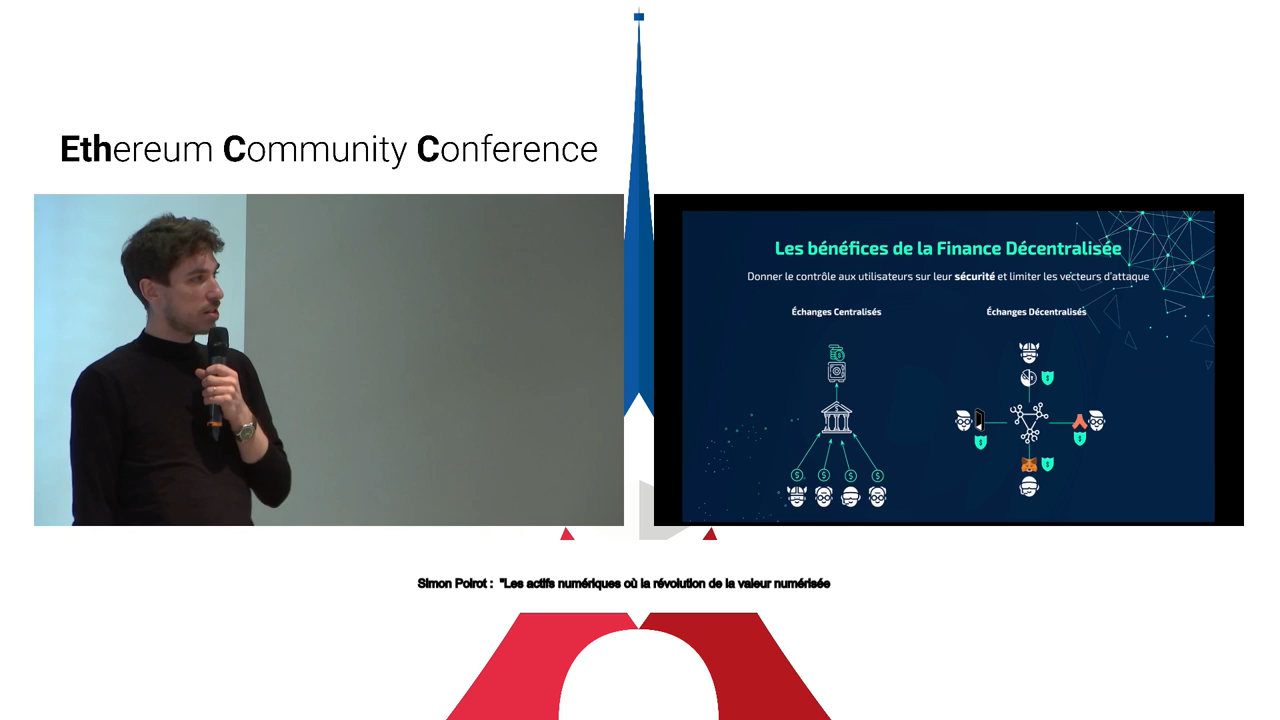 Ethereum Community Conference
Les bénéfices de la Finance Décentralisée
Donner le contrôle aux utilisateurs sur leur sécurité et limiter les vecteurs d'attaque
Échanges Centralisés
Échanges Décentralisés
Simon Poirot : "Les actifs numériques où la révolution de la valeur numérisée